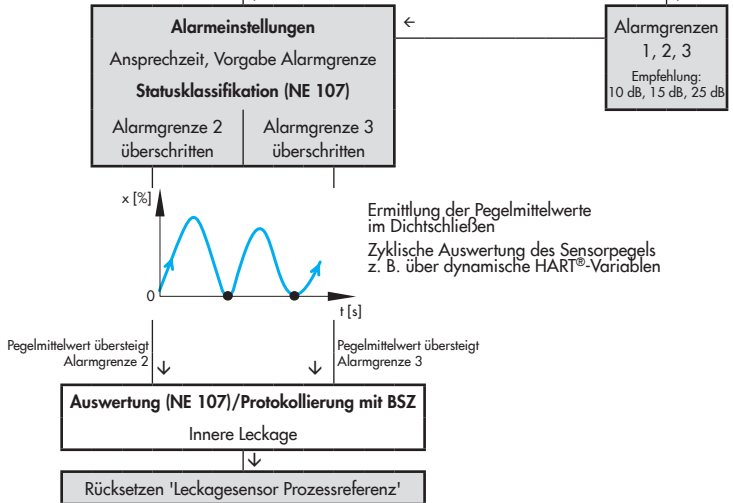 Alarmeinstellungen
Ansprechzeit, Vorgabe Alarmgrenze
Statusklassifikation (NE 107)
Alarmgrenze 2
überschritten
Alarmgrenze 3
überschritten
Alarmgrenzen
1, 2, 3
Empfehlung:
10 dB, 15 dB, 25 dB
x [%]
0
t [s]
Ermittlung der Pegelmittelwerte
im Dichtschließen
Zyklische Auswertung des Sensorpegels
z. B. über dynamische HART®-Variablen
Pegelmittelwert übersteigt
Alarmgrenze 2
Pegelmittelwert übersteigt
Alarmgrenze 3
Auswertung (NE 107)/Protokollierung mit BSZ
Innere Leckage
Rücksetzen 'Leckagesensor Prozessreferenz'